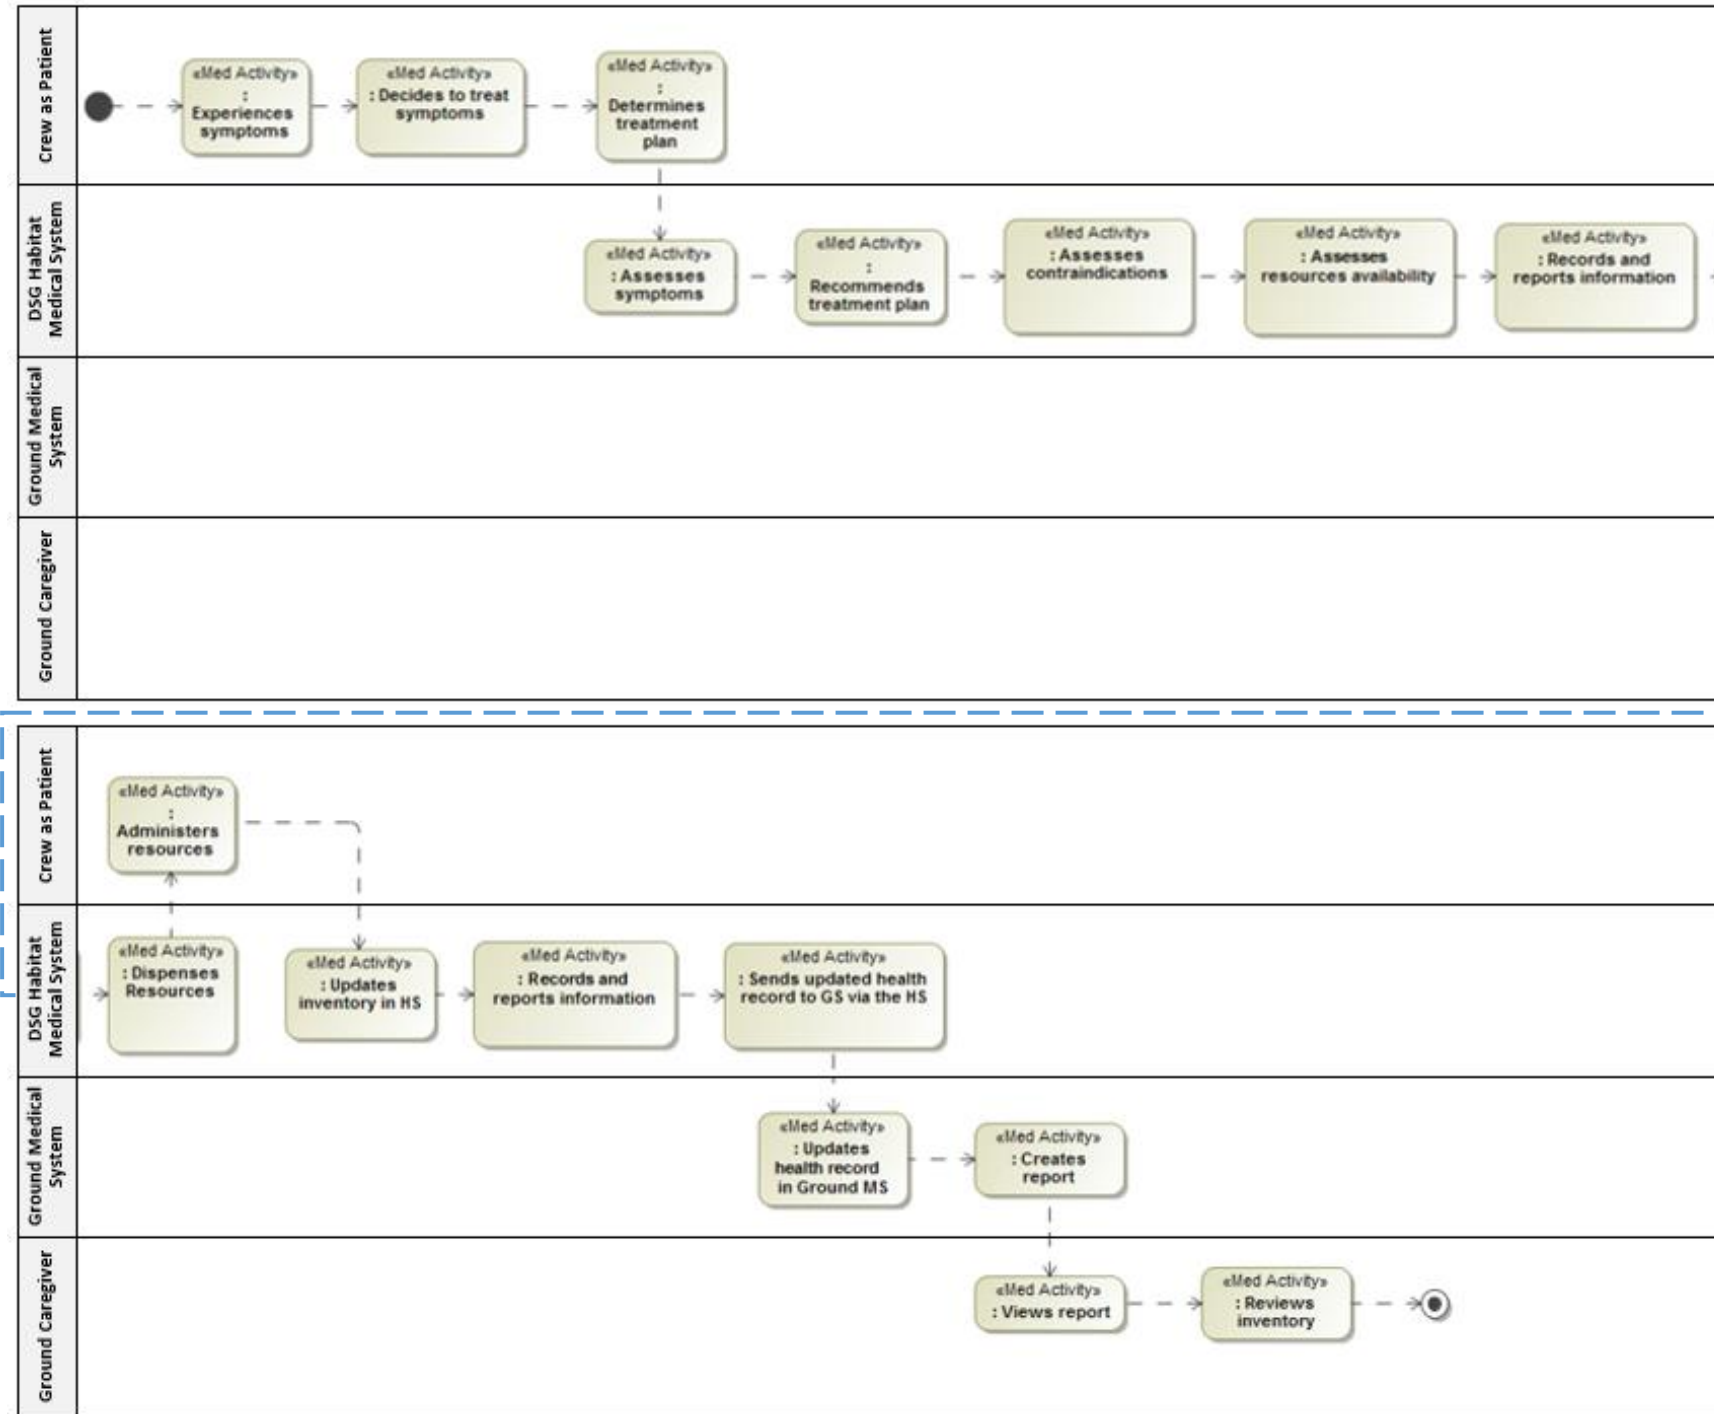 Crew as Patient
«Med Activity»
:
Experiences
symptoms
«Med Activity»
: Decides to treat
symptoms
«Med Activity»
:
Determines
treatment
plan
DSG Habitat
Medical System
«Med Activity»
: Assesses
symptoms
«Med Activity»
:
Recommends
treatment plan
«Med Activity»
: Assesses
contraindications
«Med Activity»
: Assesses
resources availability
«Med Activity»
: Records and
reports information
Ground Medical
System
Ground Caregiver
Crew as Patient
«Med Activity»
:
Administers
resources
DSG Habitat
Medical System
«Med Activity»
: Dispenses
Resources
«Med Activity»
: Updates
inventory in HS
«Med Activity»
: Records and
reports information
«Med Activity»
: Sends updated health
record to GS via the HS
Ground Medical
System
«Med Activity»
: Updates
health record
in Ground MS
«Med Activity»
: Creates
report
Ground Caregiver
«Med Activity»
: Views report
«Med Activity»
: Reviews
inventory